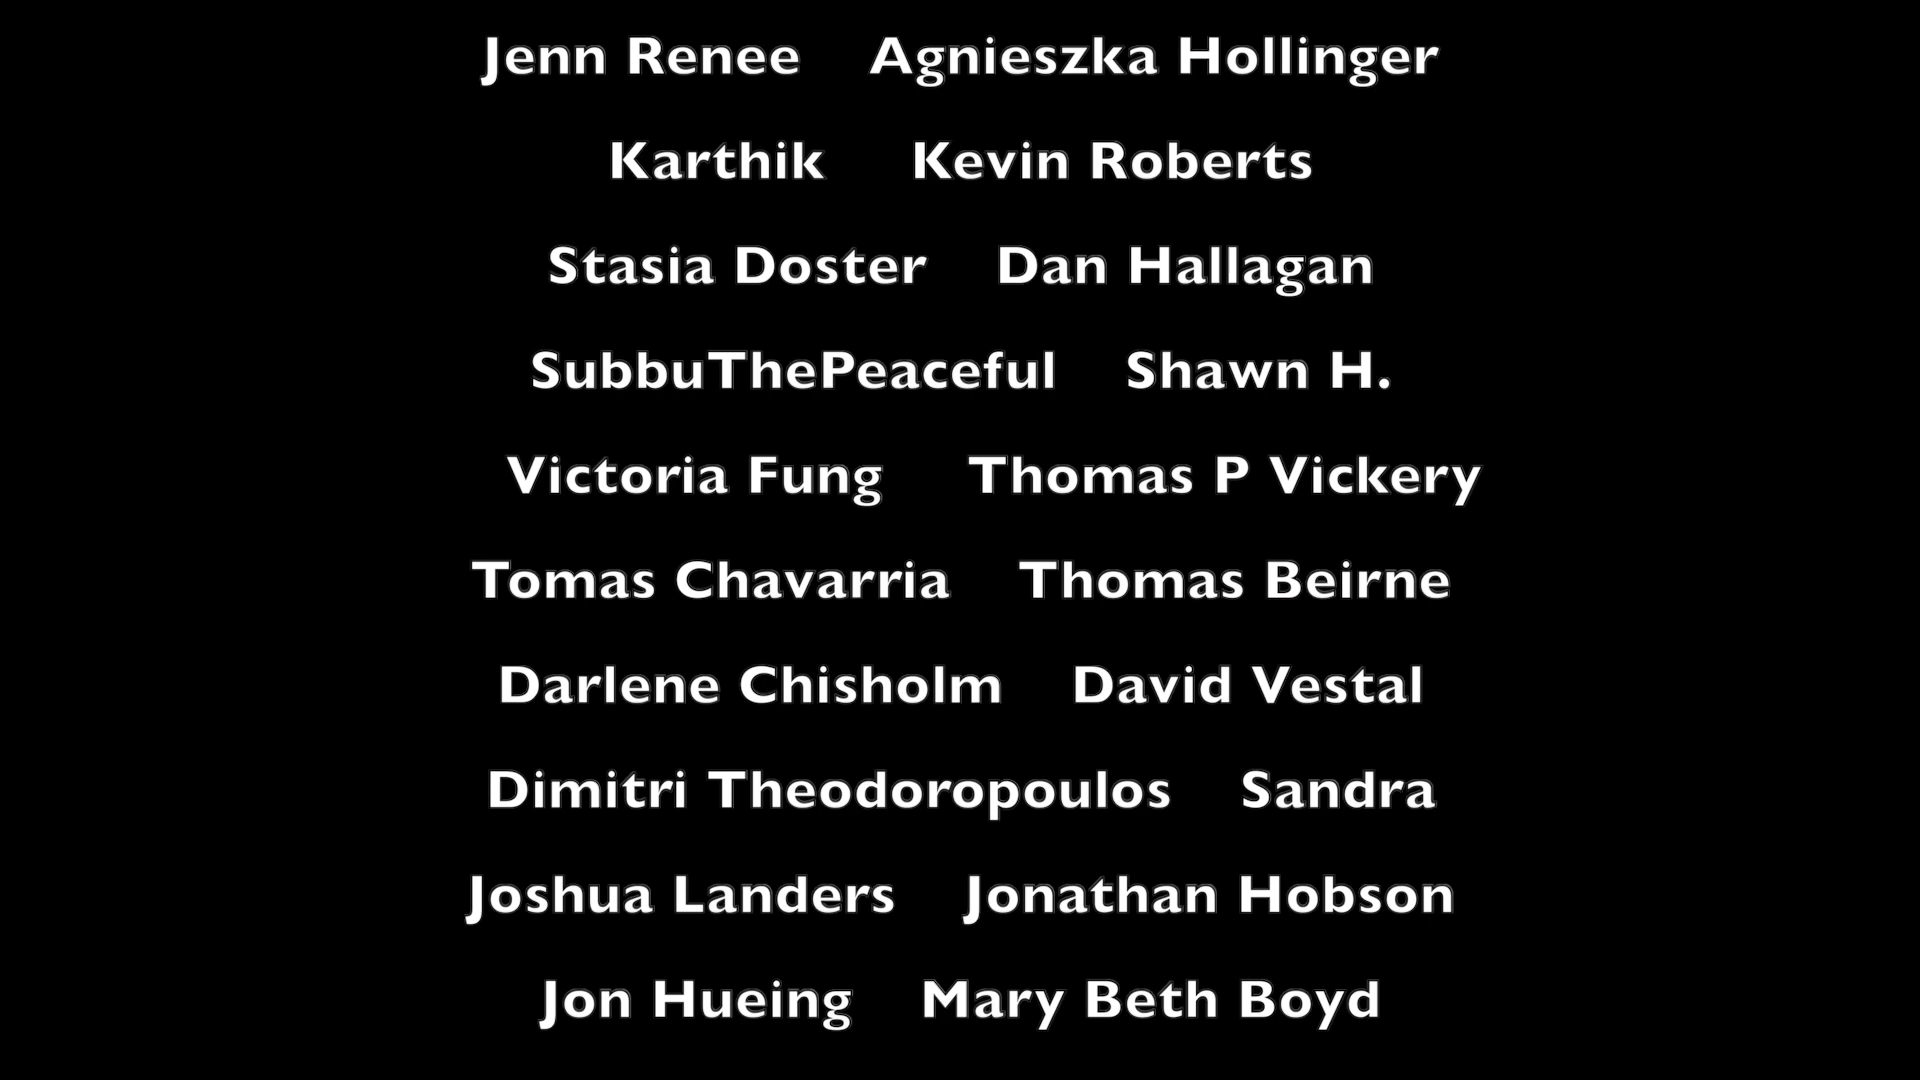 Jenn Renee Agnieszka Hollinger
Karthik Kevin Roberts
Stasia Doster Dan Hallagan
SubbuThePeaceful Shawn H.
Victoria Fung Thomas P Vickery
Tomas Chavarria Thomas Beirne
Darlene Chisholm David Vestal
Dimitri Theodoropoulos Sandra
Joshua Landers Jonathan Hobson
Jon Hueing Mary Beth Boyd